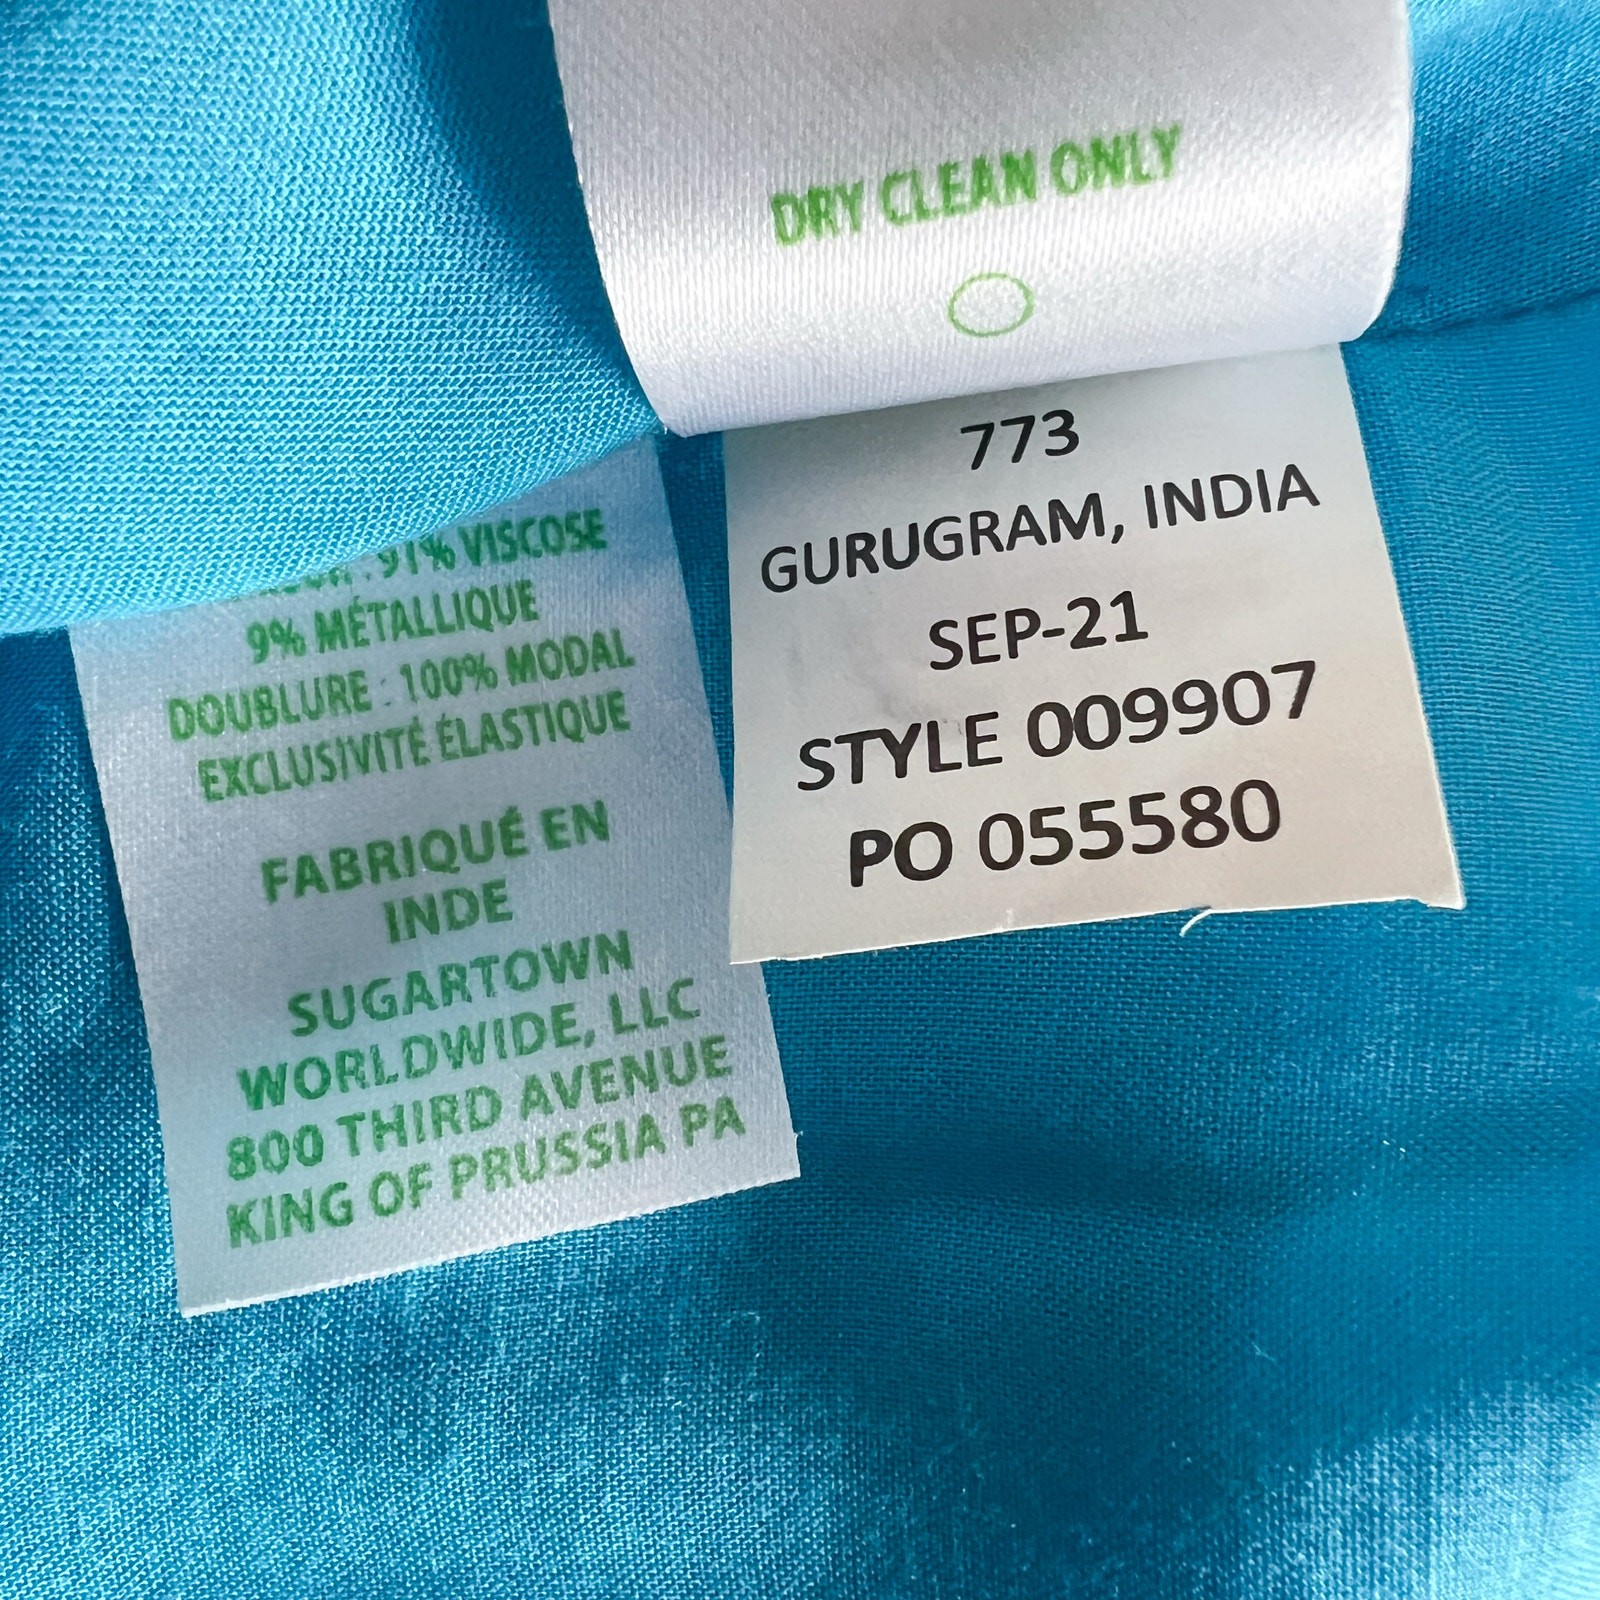 DRY CLEAN ONLY
773
GURUGRAM, INDIA
SEP-21
STYLE 009907
PO 055580
91% VISCOSE
9% MÉTALLIQUE
DOUBLURE : 100% MODAL
EXCLUSIVITÉ ÉLASTIQUE
FABRIQUÉ EN
INDE
SUGARTOWN
WORLDWIDE, LLC
800 THIRD AVENUE
KING OF PRUSSIA PA